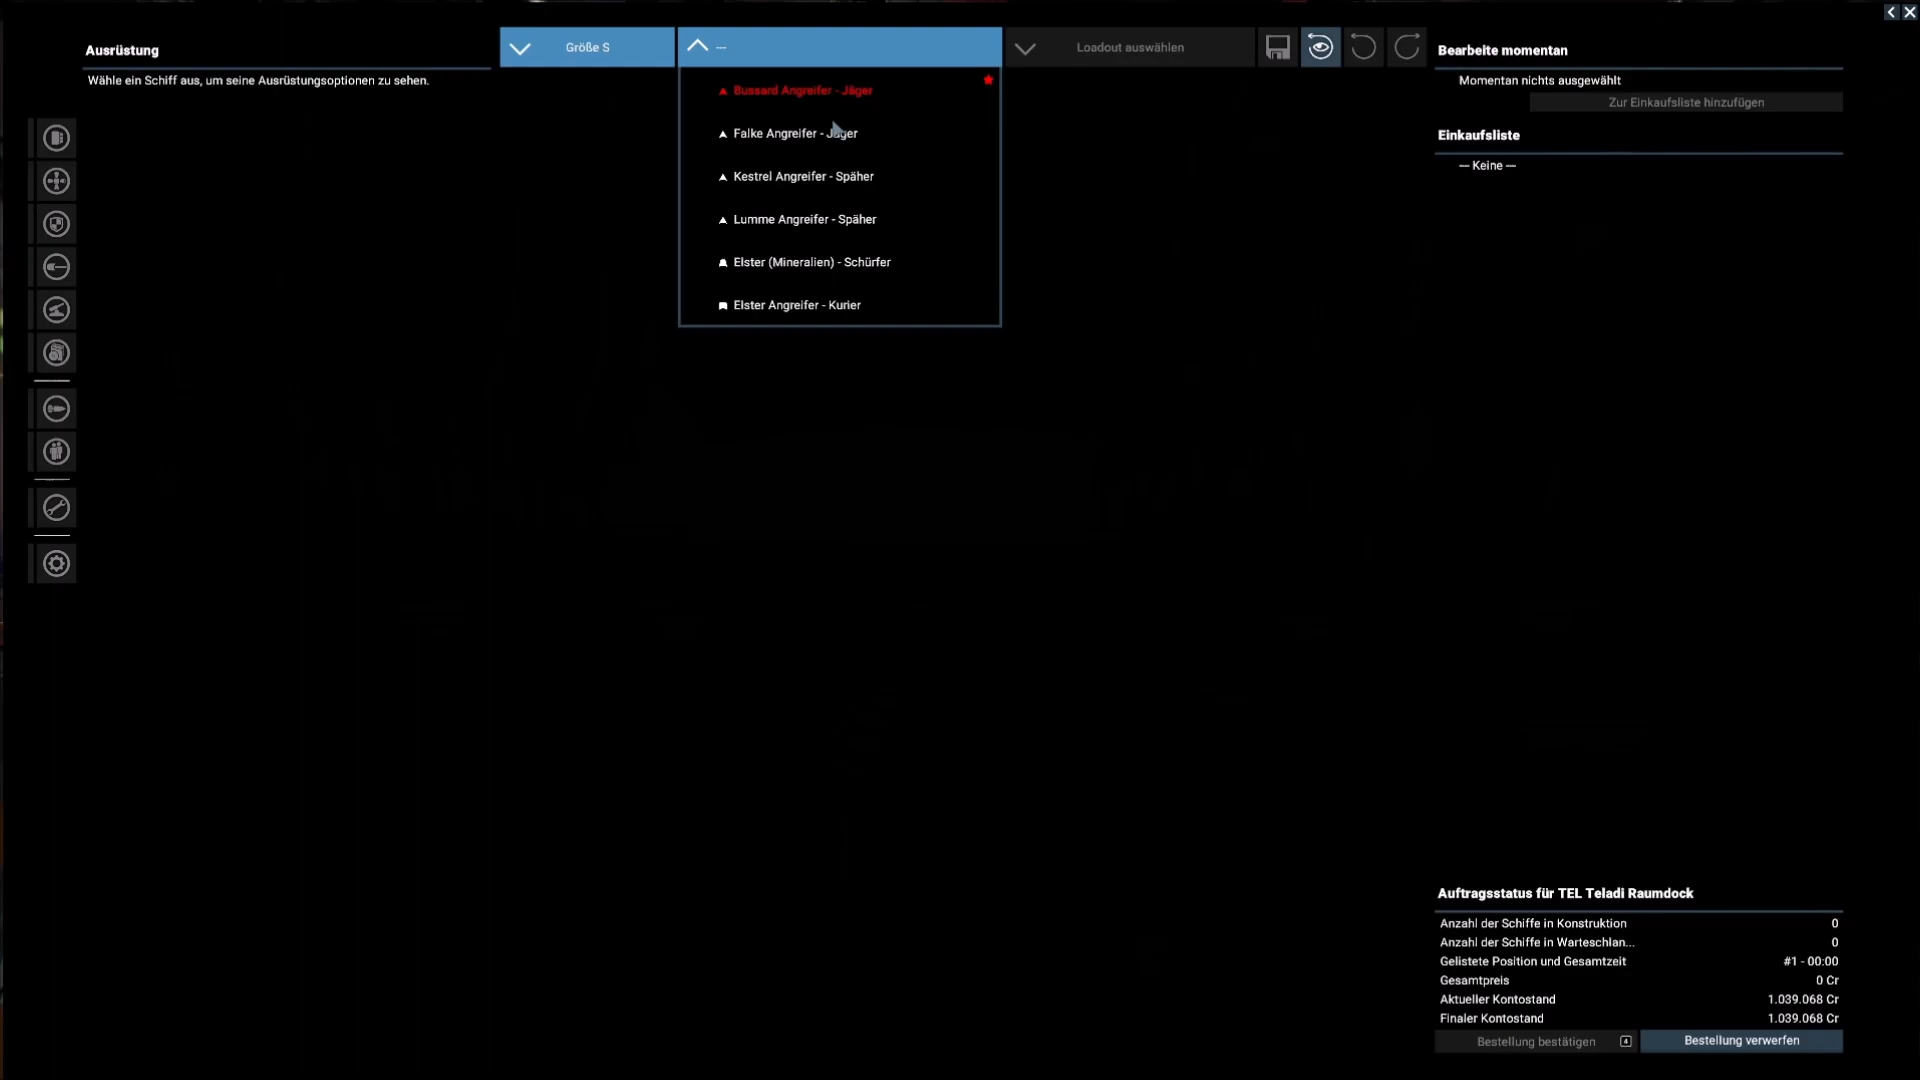 Ausrüstung
Wähle ein Schiff aus, um seine Ausrüstungsoptionen zu sehen.
Größe S
---
Loadout auswählen
Bussard Angreifer - Jäger
Falke Angreifer - Jäger
Kestrel Angreifer - Späher
Lumme Angreifer - Späher
Elster (Mineralien) - Schürfer
Elster Angreifer - Kurier
Bearbeite momentan
Momentan nichts ausgewählt
Zur Einkaufsliste hinzufügen
Einkaufsliste
--- Keine ---
Auftragsstatus für TEL Teladi Raumdock
Anzahl der Schiffe in Konstruktion 0
Anzahl der Schiffe in Warteschlan... 0
Gelistete Position und Gesamtzeit #1 - 00:00
Gesamtpreis 0 Cr
Aktueller Kontostand 1.039.068 Cr
Finaler Kontostand 1.039.068 Cr
Bestellung bestätigen
Bestellung verwerfen